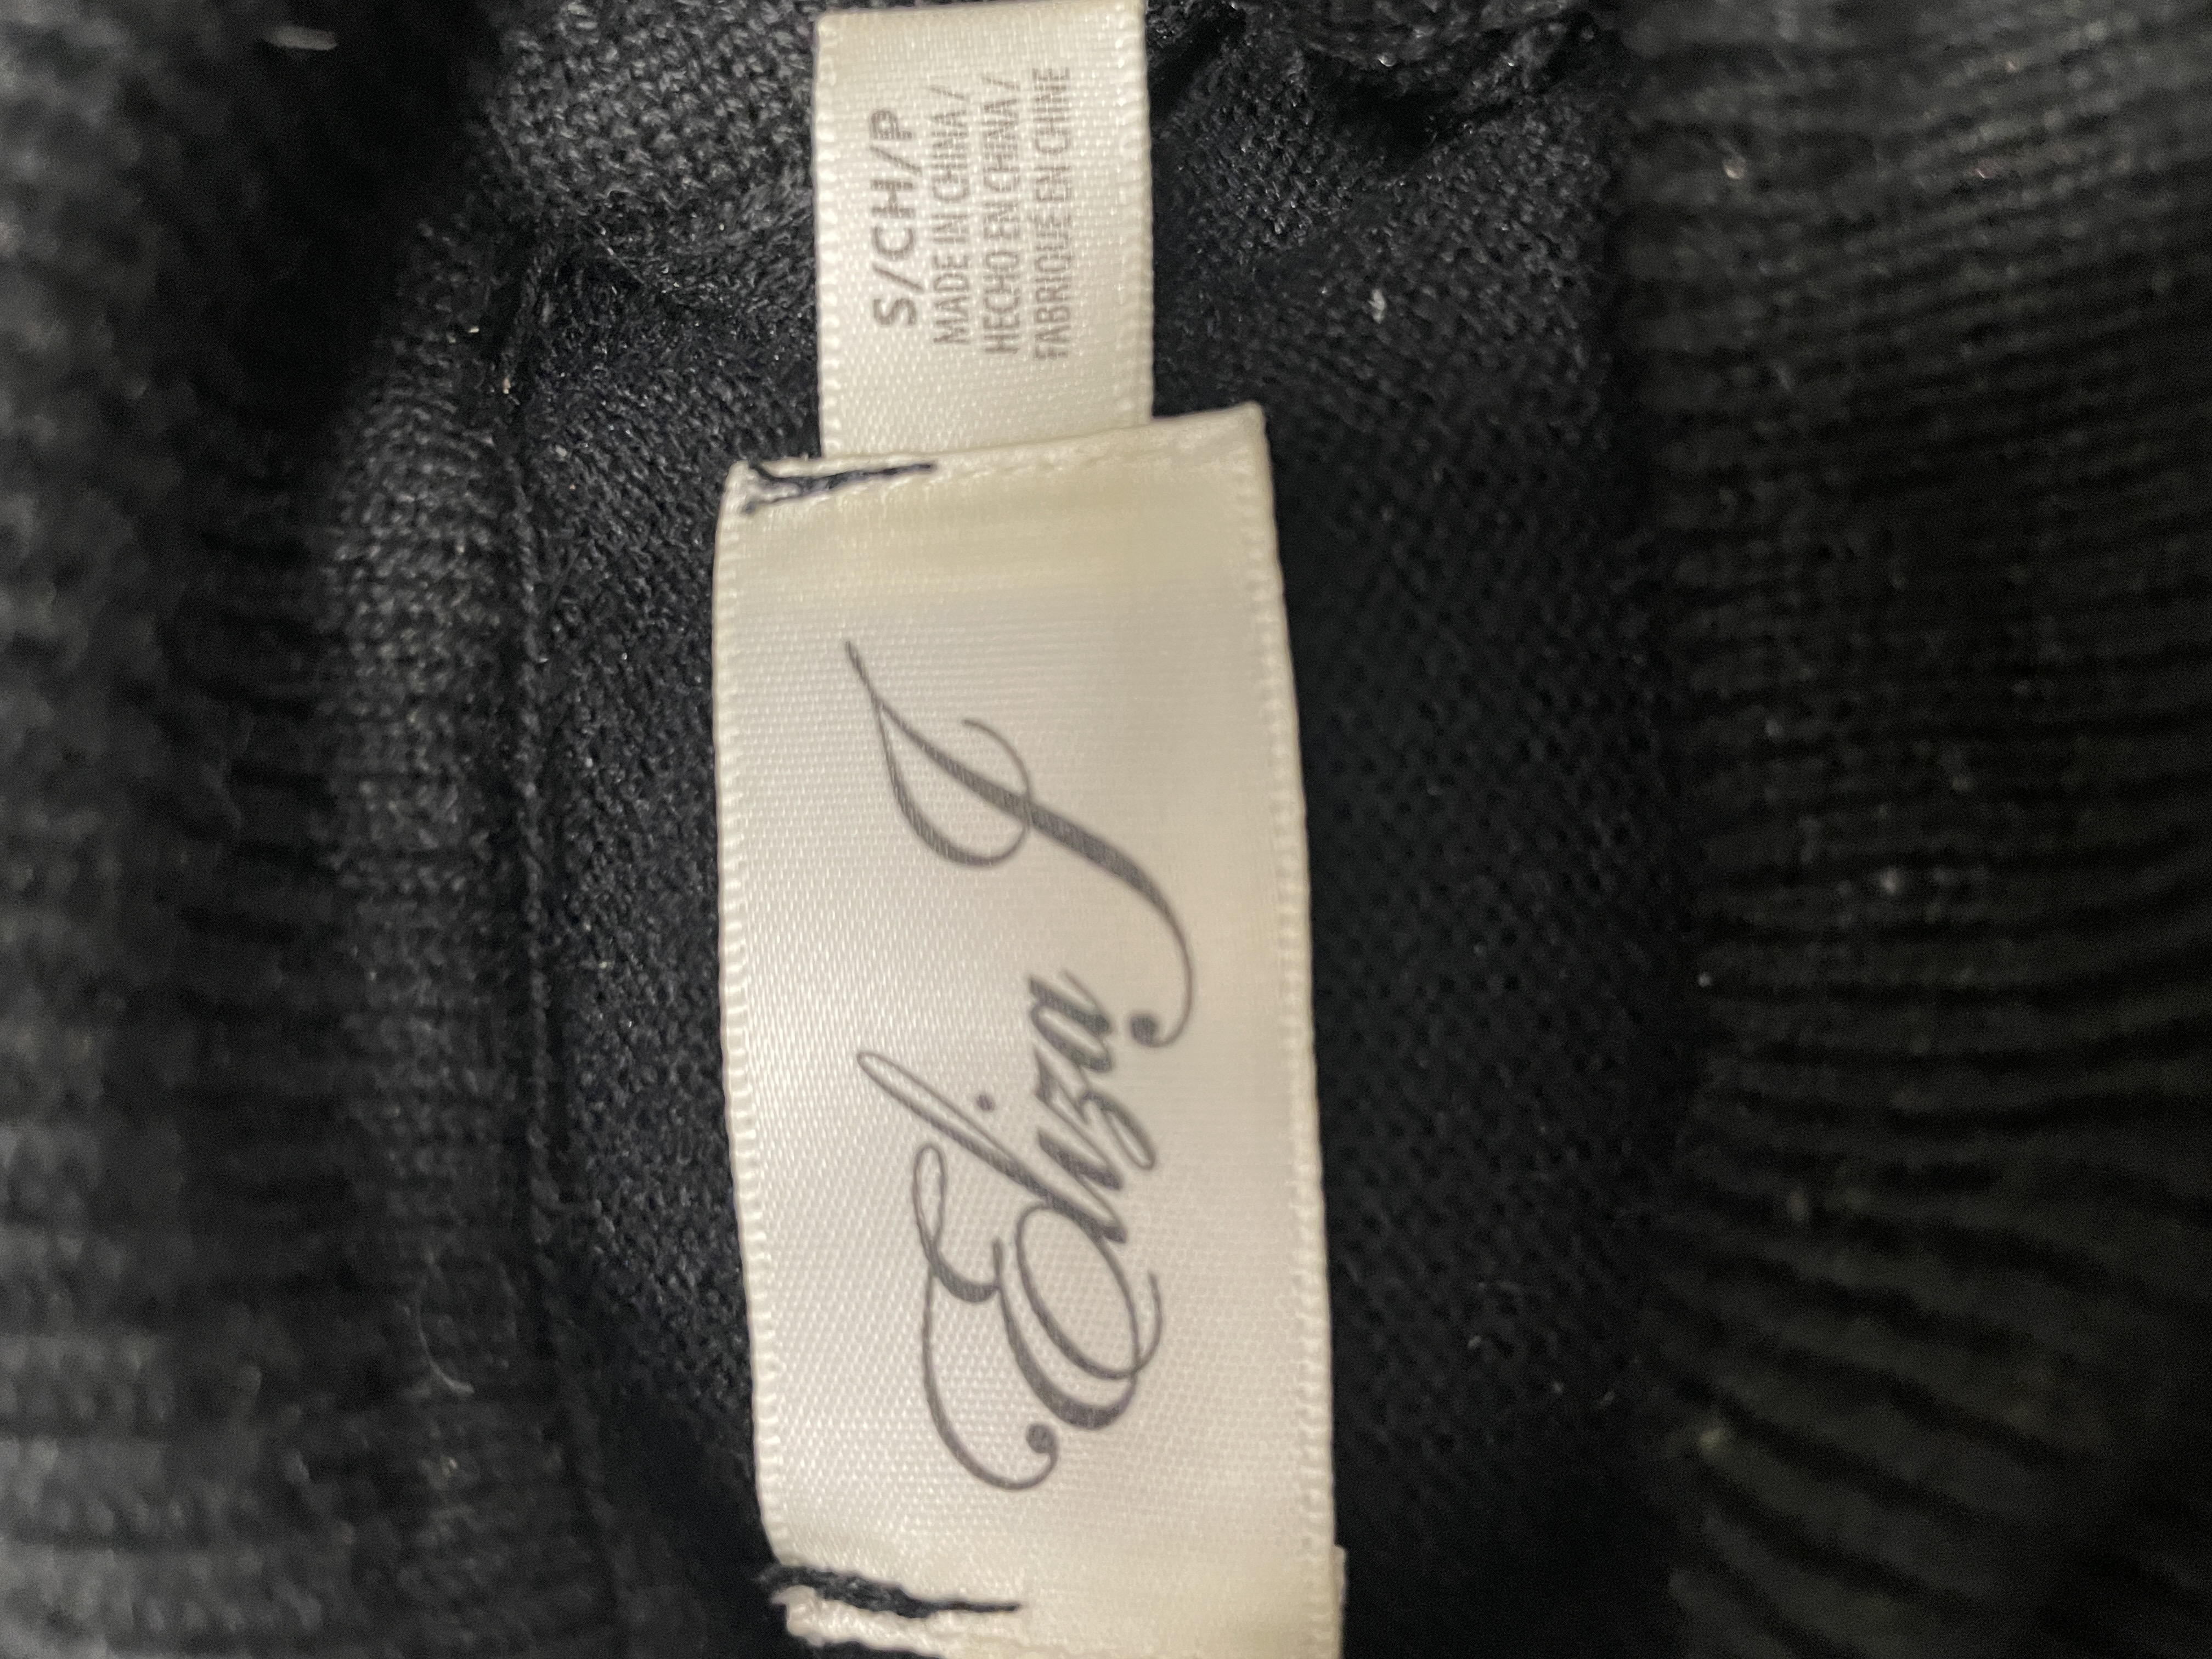 Eliza J
S/CH/P
MADE IN CHINA /
HECHO EN CHINA /
FABRIQUÉ EN CHINE